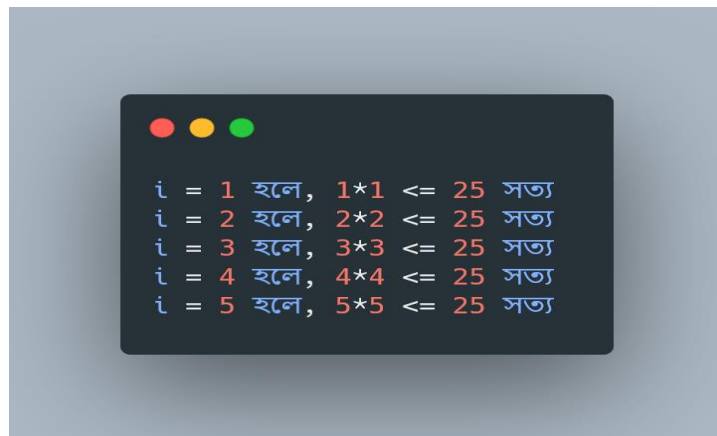 i = 1 হলে, 1*1 <= 25 সত্য
i = 2 হলে, 2*2 <= 25 সত্য
i = 3 হলে, 3*3 <= 25 সত্য
i = 4 হলে, 4*4 <= 25 সত্য
i = 5 হলে, 5*5 <= 25 সত্য